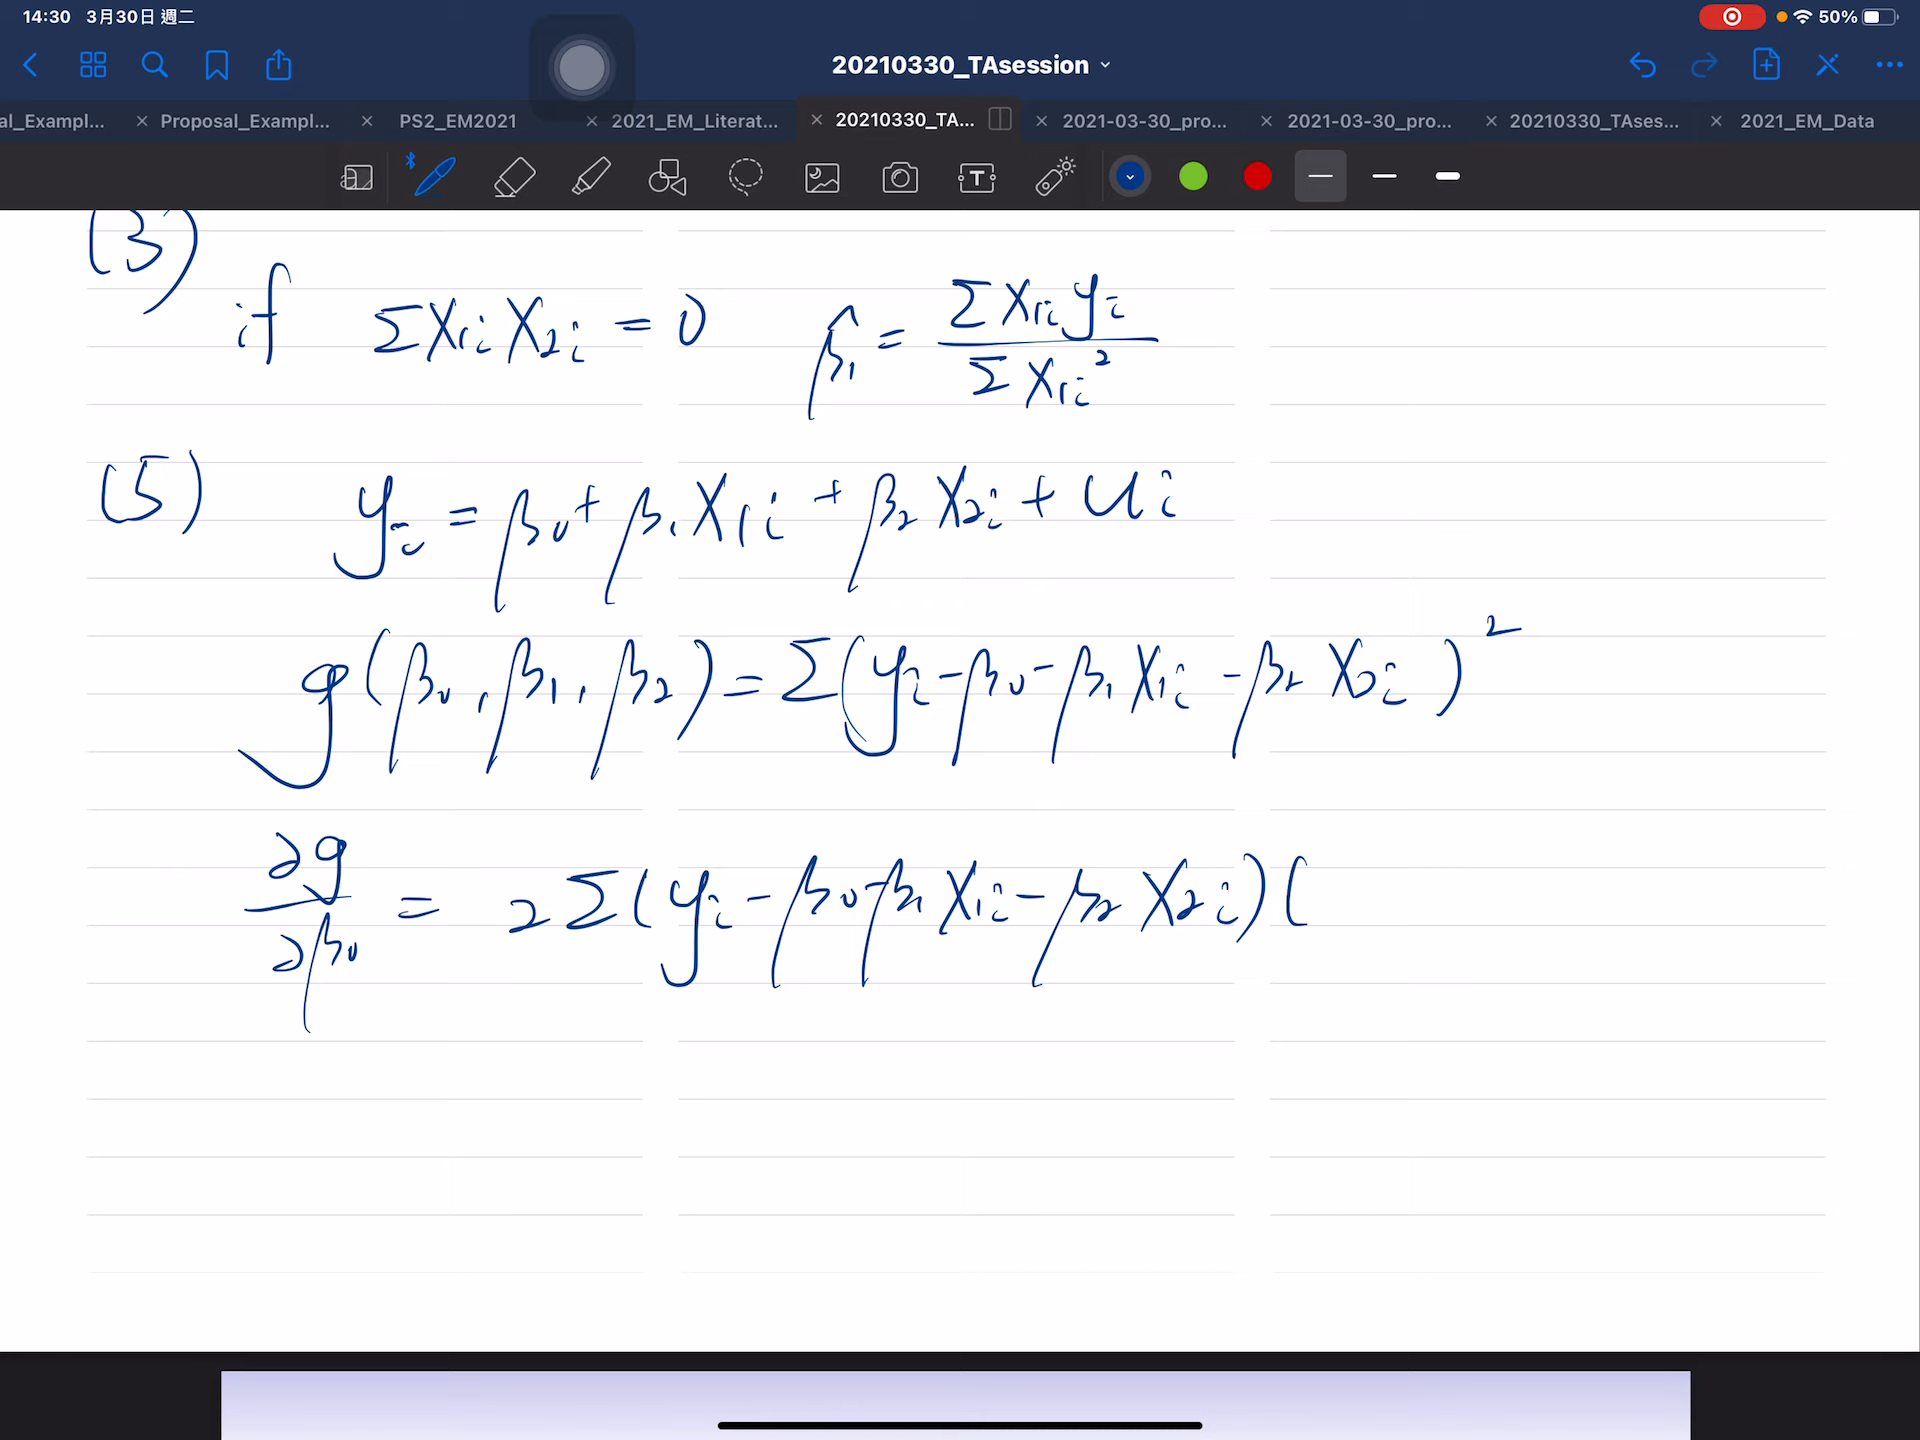 14:30 3月30日 週二 50%
20210330_TAsession
al_Exampl... Proposal_Exampl... PS2_EM2021 2021_EM_Literat... 20210330_TA... 2021-03-30_pro... 2021-03-30_pro... 20210330_TAses... 2021_EM_Data
(3)
if ΣX₁ᵢX₂ᵢ = 0 β̂₁ = ΣX₁ᵢyᵢ / ΣX₁ᵢ²
(5) yᵢ = β₀ + β₁X₁ᵢ + β₂X₂ᵢ + uᵢ
g(β₀, β₁, β₂) = Σ(yᵢ - β₀ - β₁X₁ᵢ - β₂X₂ᵢ)²
∂g/∂β₀ = 2Σ(yᵢ - β₀ - β₁X₁ᵢ - β₂X₂ᵢ)(